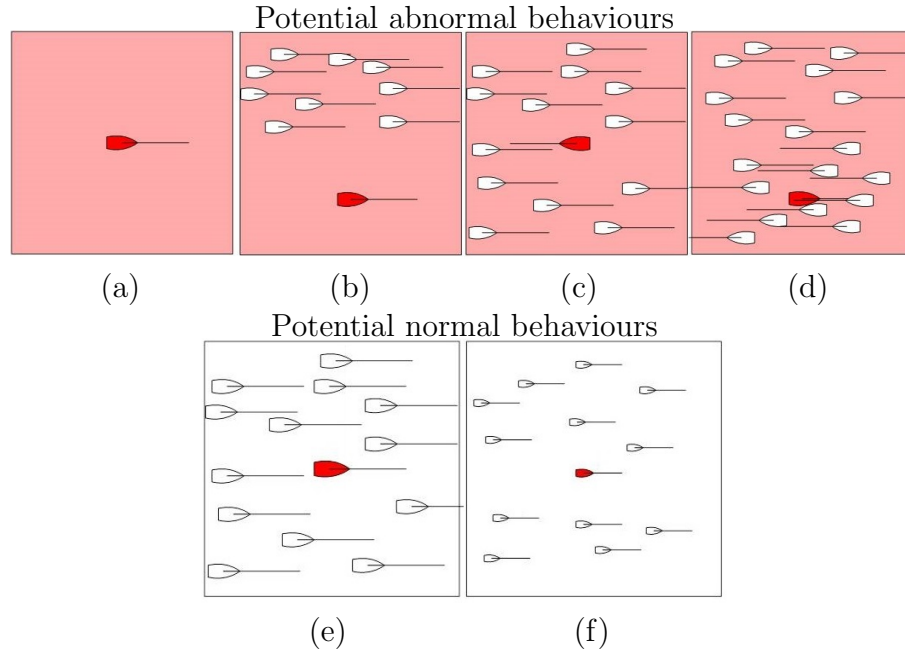 Potential abnormal behaviours
(a) (b) (c) (d)
Potential normal behaviours
(e) (f)